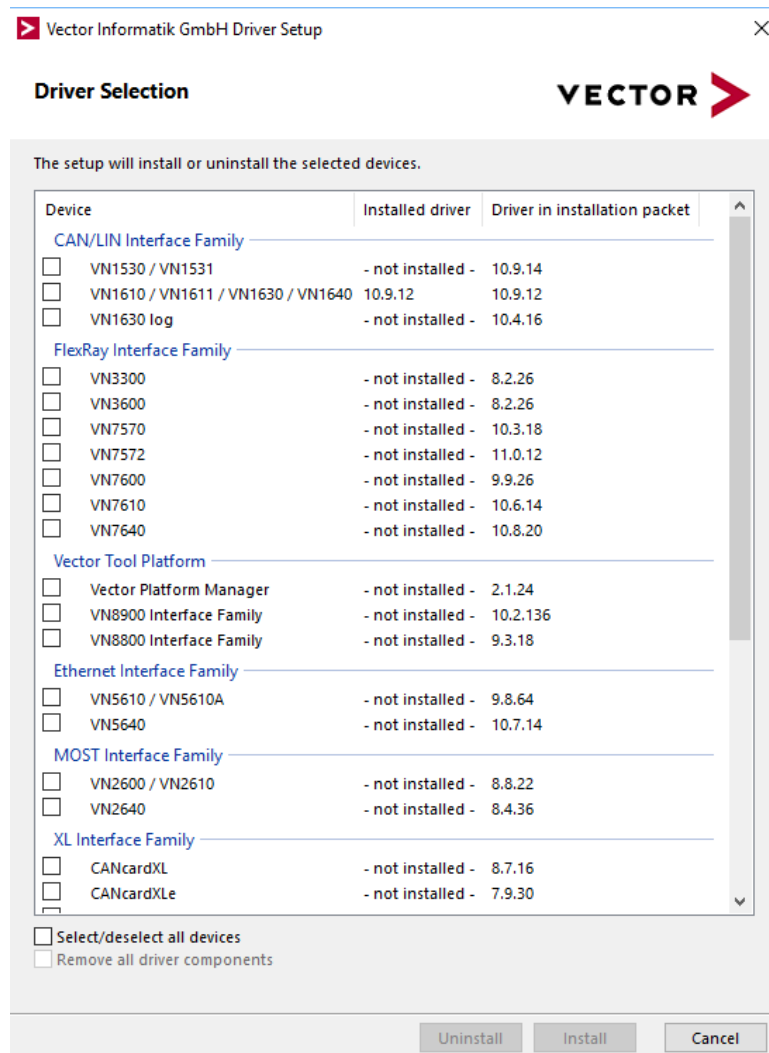 Vector Informatik GmbH Driver Setup
Driver Selection
VECTOR
The setup will install or uninstall the selected devices.
Device Installed driver Driver in installation packet
CAN/LIN Interface Family
VN1530 / VN1531 - not installed - 10.9.14
VN1610 / VN1611 / VN1630 / VN1640 10.9.12 10.9.12
VN1630 log - not installed - 10.4.16
FlexRay Interface Family
VN3300 - not installed - 8.2.26
VN3600 - not installed - 8.2.26
VN7570 - not installed - 10.3.18
VN7572 - not installed - 11.0.12
VN7600 - not installed - 9.9.26
VN7610 - not installed - 10.6.14
VN7640 - not installed - 10.8.20
Vector Tool Platform
Vector Platform Manager - not installed - 2.1.24
VN8900 Interface Family - not installed - 10.2.136
VN8800 Interface Family - not installed - 9.3.18
Ethernet Interface Family
VN5610 / VN5610A - not installed - 9.8.64
VN5640 - not installed - 10.7.14
MOST Interface Family
VN2600 / VN2610 - not installed - 8.8.22
VN2640 - not installed - 8.4.36
XL Interface Family
CANcardXL - not installed - 8.7.16
CANcardXLe - not installed - 7.9.30
Select/deselect all devices
Remove all driver components
Uninstall Install Cancel